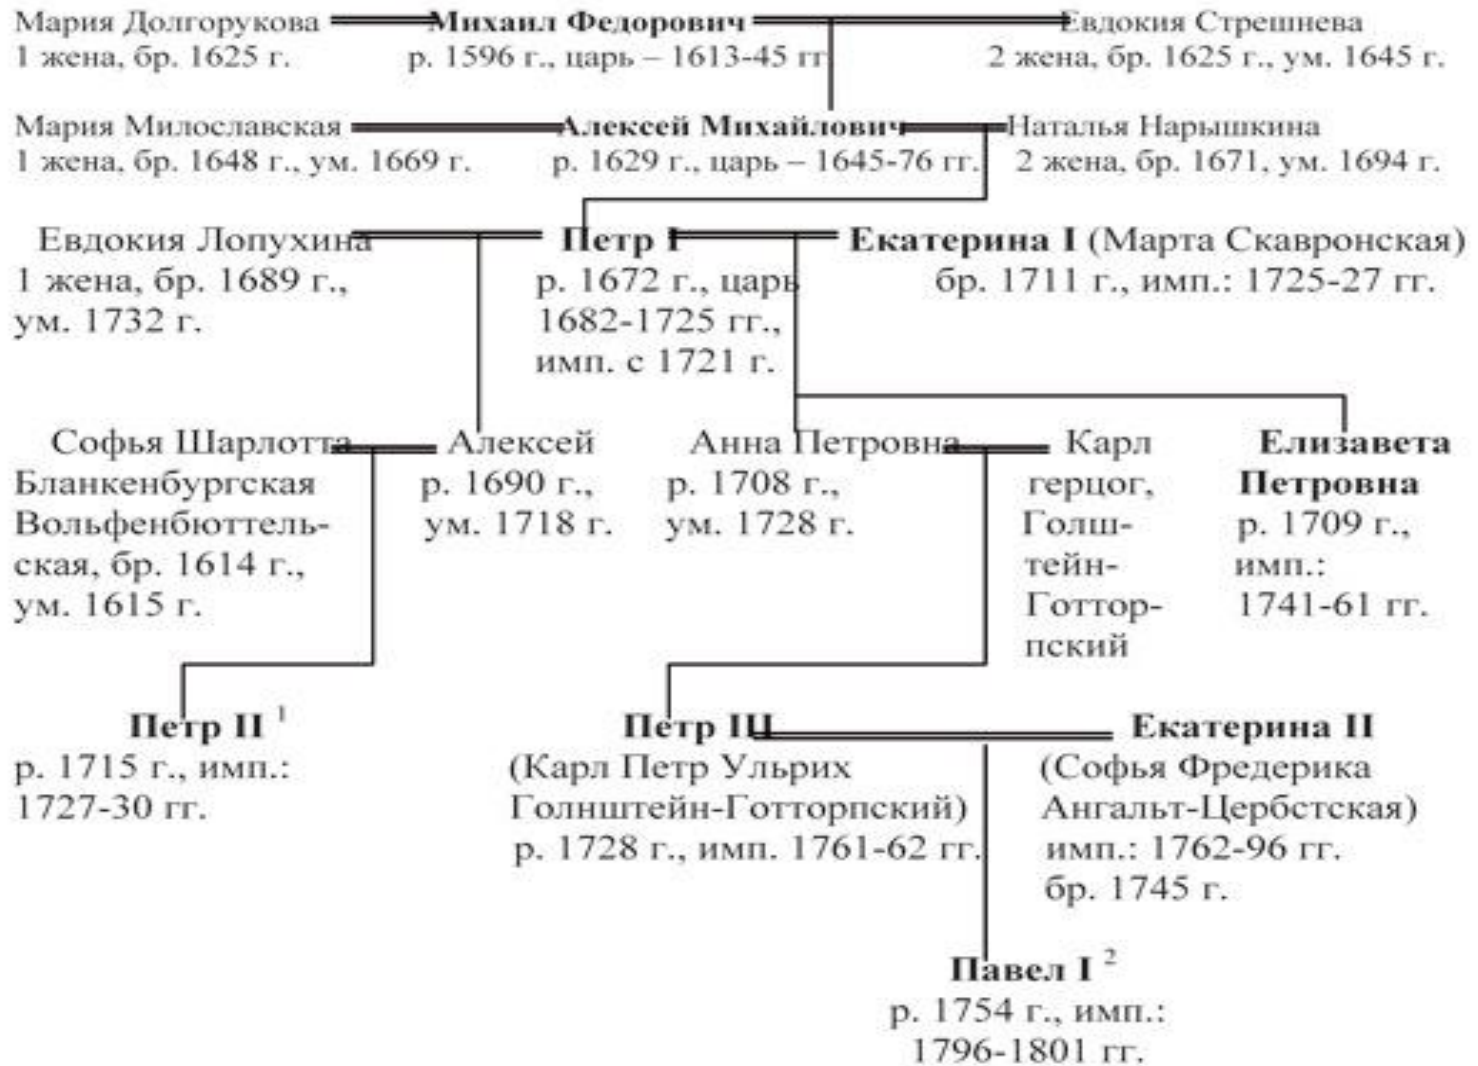 Мария Долгорукова Михаил Федорович Евдокия Стрешнева
1 жена, бр. 1625 г. р. 1596 г., царь – 1613-45 гг 2 жена, бр. 1625 г., ум. 1645 г.
Мария Милославская Алексей Михайлович Наталья Нарышкина
1 жена, бр. 1648 г., ум. 1669 г. р. 1629 г., царь – 1645-76 гг. 2 жена, бр. 1671, ум. 1694 г.
Евдокия Лопухина Петр I Екатерина I (Марта Скавронская)
1 жена, бр. 1689 г., р. 1672 г., царь бр. 1711 г., имп.: 1725-27 гг.
ум. 1732 г. 1682-1725 гг.,
имп. с 1721 г.
Софья Шарлотта Алексей Анна Петровна Карл Елизавета
Бланкенбургская р. 1690 г., р. 1708 г., герцог, Петровна
Вольфенбюттель- ум. 1718 г. ум. 1728 г. Голш- р. 1709 г.,
ская, бр. 1614 г., тейн- имп.:
ум. 1615 г. Готтор- 1741-61 гг.
пский
Петр II 1 Петр III Екатерина II
р. 1715 г., имп.: (Карл Петр Ульрих (Софья Фредерика
1727-30 гг. Голнштейн-Готторпский) Ангальт-Цербстская)
р. 1728 г., имп. 1761-62 гг. имп.: 1762-96 гг.
бр. 1745 г.
Павел I 2
р. 1754 г., имп.:
1796-1801 гг.